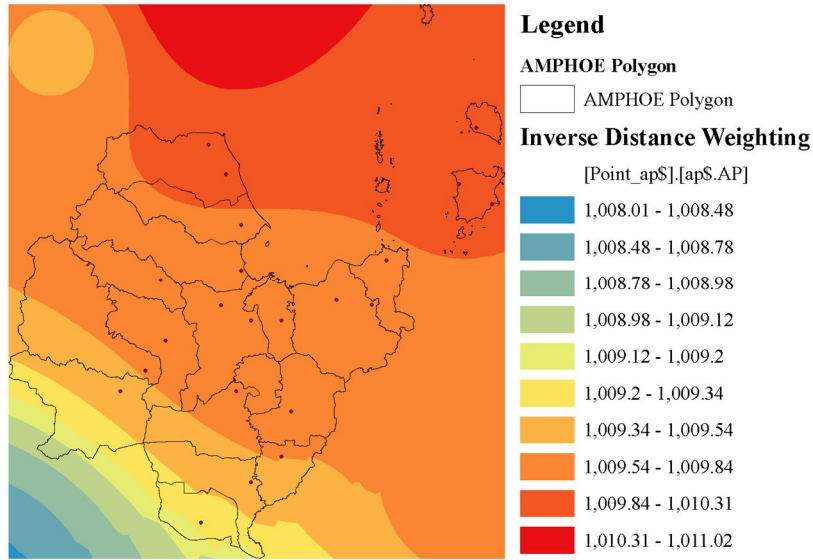 Legend
AMPHOE Polygon
AMPHOE Polygon
Inverse Distance Weighting
[Point_ap$].[ap$.AP]
1,008.01 - 1,008.48
1,008.48 - 1,008.78
1,008.78 - 1,008.98
1,008.98 - 1,009.12
1,009.12 - 1,009.2
1,009.2 - 1,009.34
1,009.34 - 1,009.54
1,009.54 - 1,009.84
1,009.84 - 1,010.31
1,010.31 - 1,011.02